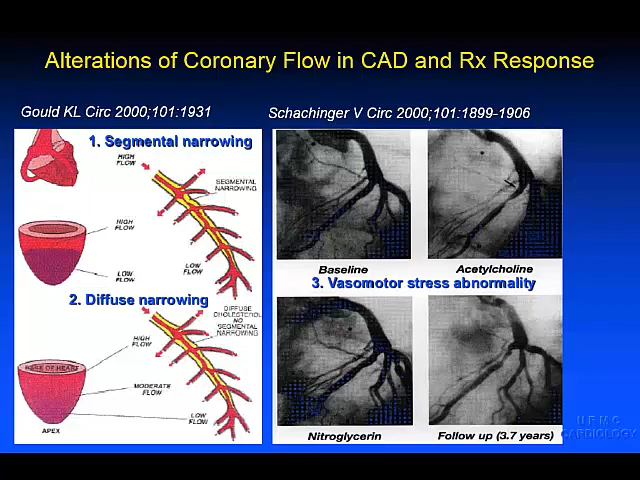 Alterations of Coronary Flow in CAD and Rx Response
Gould KL Circ 2000;101:1931
Schachinger V Circ 2000;101:1899-1906
1. Segmental narrowing
HIGH
FLOW
SEGMENTAL
NARROWING
HIGH
FLOW
LOW
FLOW
LOW
FLOW
2. Diffuse narrowing
DIFFUSE
CHOLESTEROL
NO
SEGMENTAL
NARROWING
HIGH
FLOW
BASE OF HEART
MODERATE
FLOW
LOW
FLOW
APEX
Baseline
Acetylcholine
3. Vasomotor stress abnormality
Nitroglycerin
Follow up (3.7 years)
UPMC
CARDIOLOGY